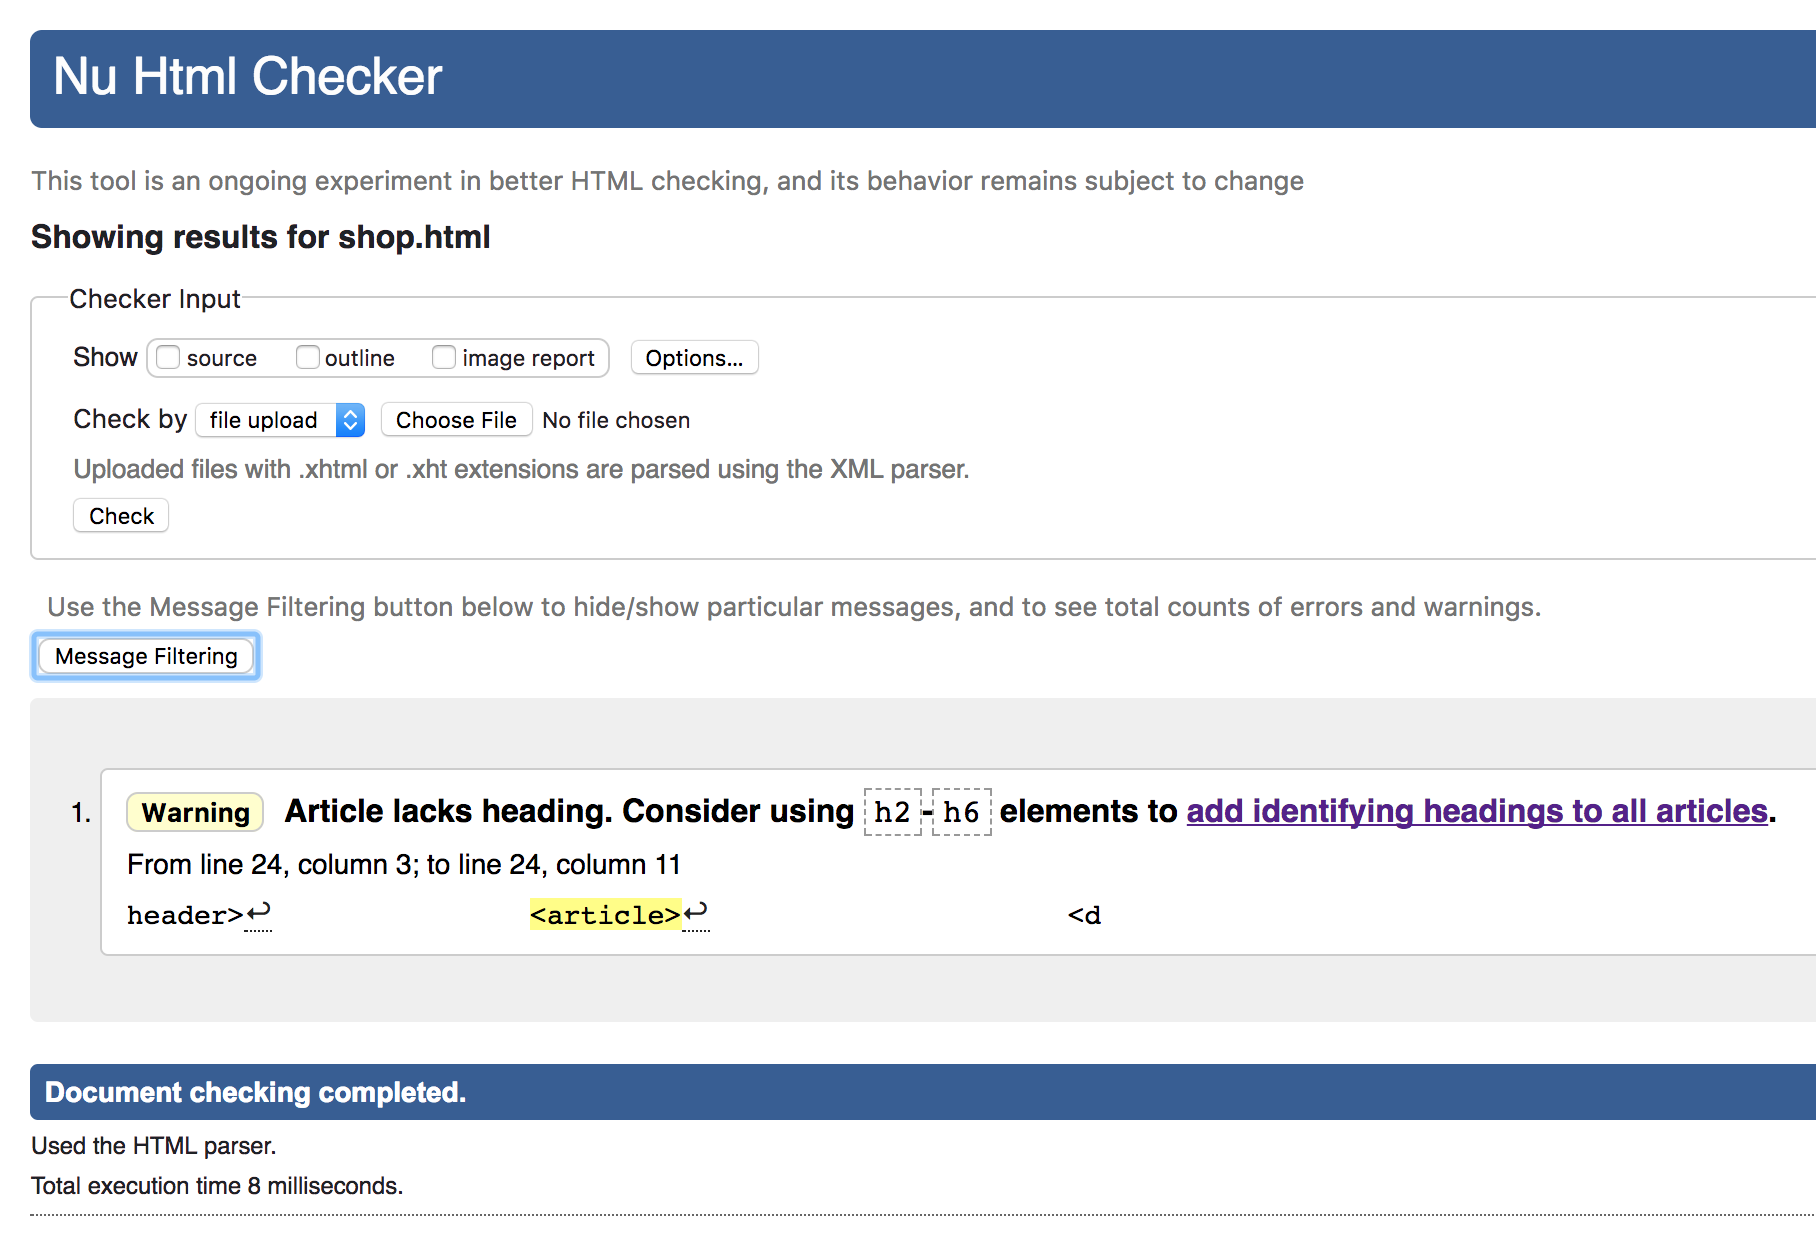 Nu Html Checker
This tool is an ongoing experiment in better HTML checking, and its behavior remains subject to change
Showing results for shop.html
Checker Input
Show source outline image report Options...
Check by file upload Choose File No file chosen
Uploaded files with .xhtml or .xht extensions are parsed using the XML parser.
Check
Use the Message Filtering button below to hide/show particular messages, and to see total counts of errors and warnings.
Message Filtering
1. Warning Article lacks heading. Consider using h2-h6 elements to add identifying headings to all articles.
From line 24, column 3; to line 24, column 11
header>↩ <article>↩ <d
Document checking completed.
Used the HTML parser.
Total execution time 8 milliseconds.